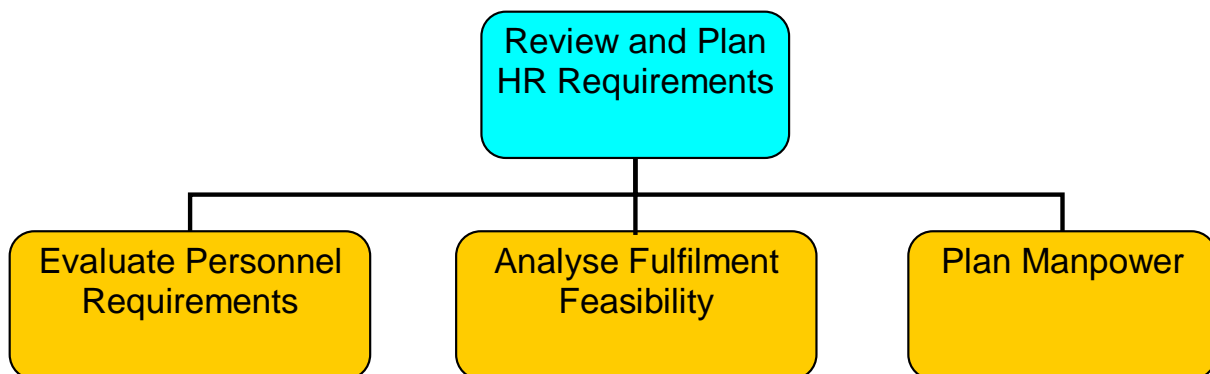 Review and Plan
HR Requirements
Evaluate Personnel
Requirements
Analyse Fulfilment
Feasibility
Plan Manpower